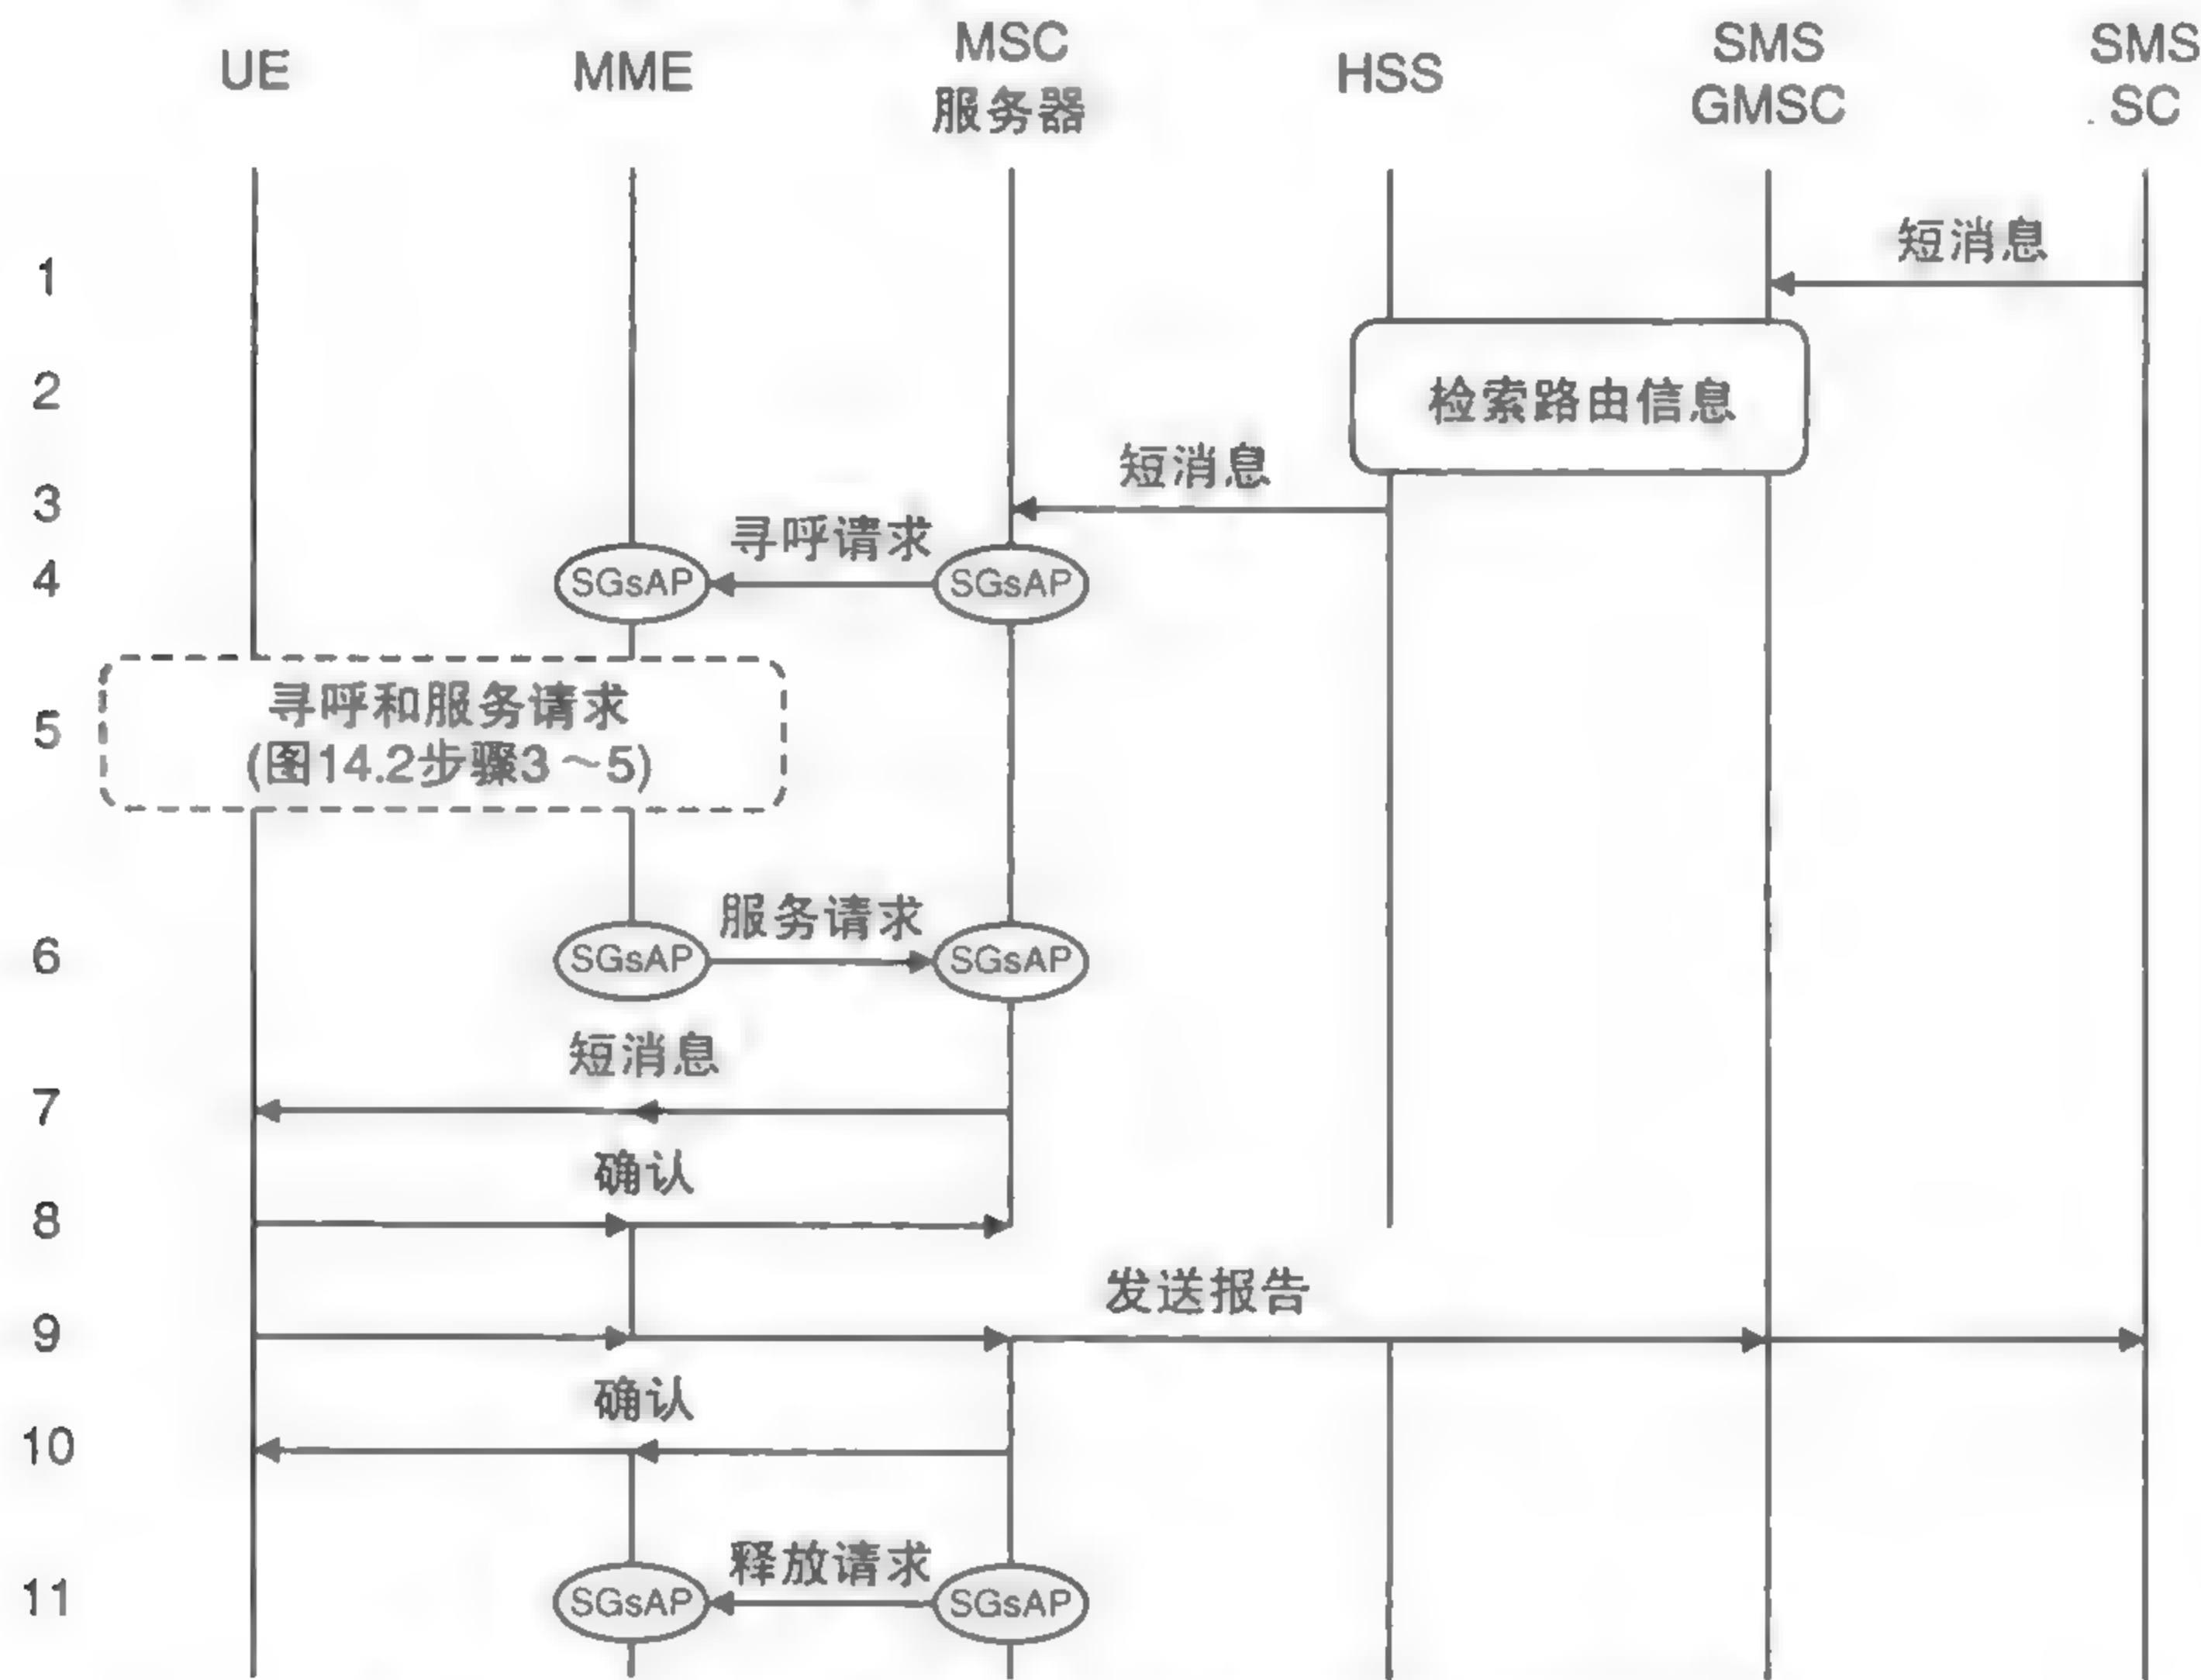 UE
MME
MSC
服务器
HSS
SMS
GMSC
SMS
SC
1
短消息
2
检索路由信息
3
短消息
4
SGsAP
寻呼请求
SGsAP
5
寻呼和服务请求
(图14.2步骤3～5)
6
SGsAP
服务请求
SGsAP
7
短消息
8
确认
9
发送报告
10
确认
11
SGsAP
释放请求
SGsAP